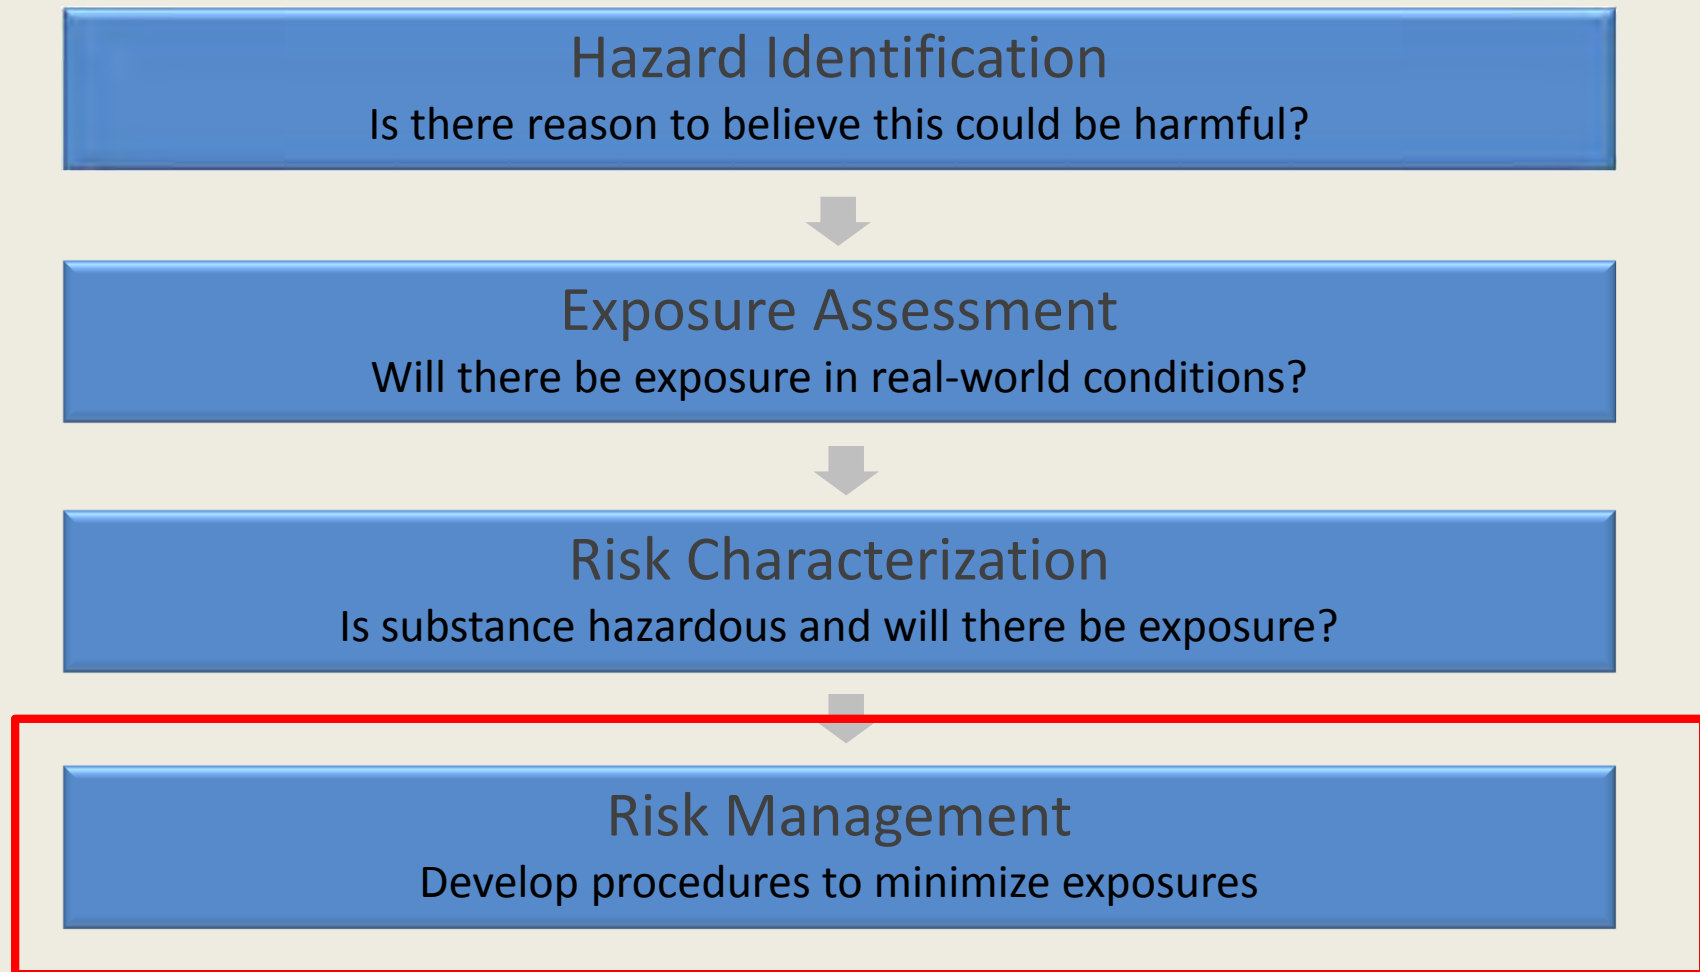 Hazard Identification
Is there reason to believe this could be harmful?
Exposure Assessment
Will there be exposure in real-world conditions?
Risk Characterization
Is substance hazardous and will there be exposure?
Risk Management
Develop procedures to minimize exposures